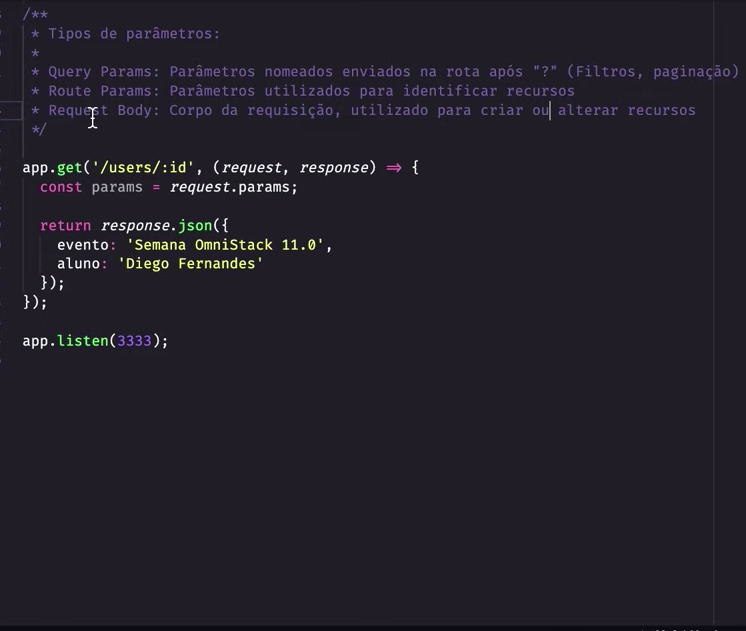 /**
 * Tipos de parâmetros:
 *
 * Query Params: Parâmetros nomeados enviados na rota após "?" (Filtros, paginação)
 * Route Params: Parâmetros utilizados para identificar recursos
 * Request Body: Corpo da requisição, utilizado para criar ou alterar recursos
 */
app.get('/users/:id', (request, response) => {
  const params = request.params;
  return response.json({
    evento: 'Semana OmniStack 11.0',
    aluno: 'Diego Fernandes'
  });
});
app.listen(3333);